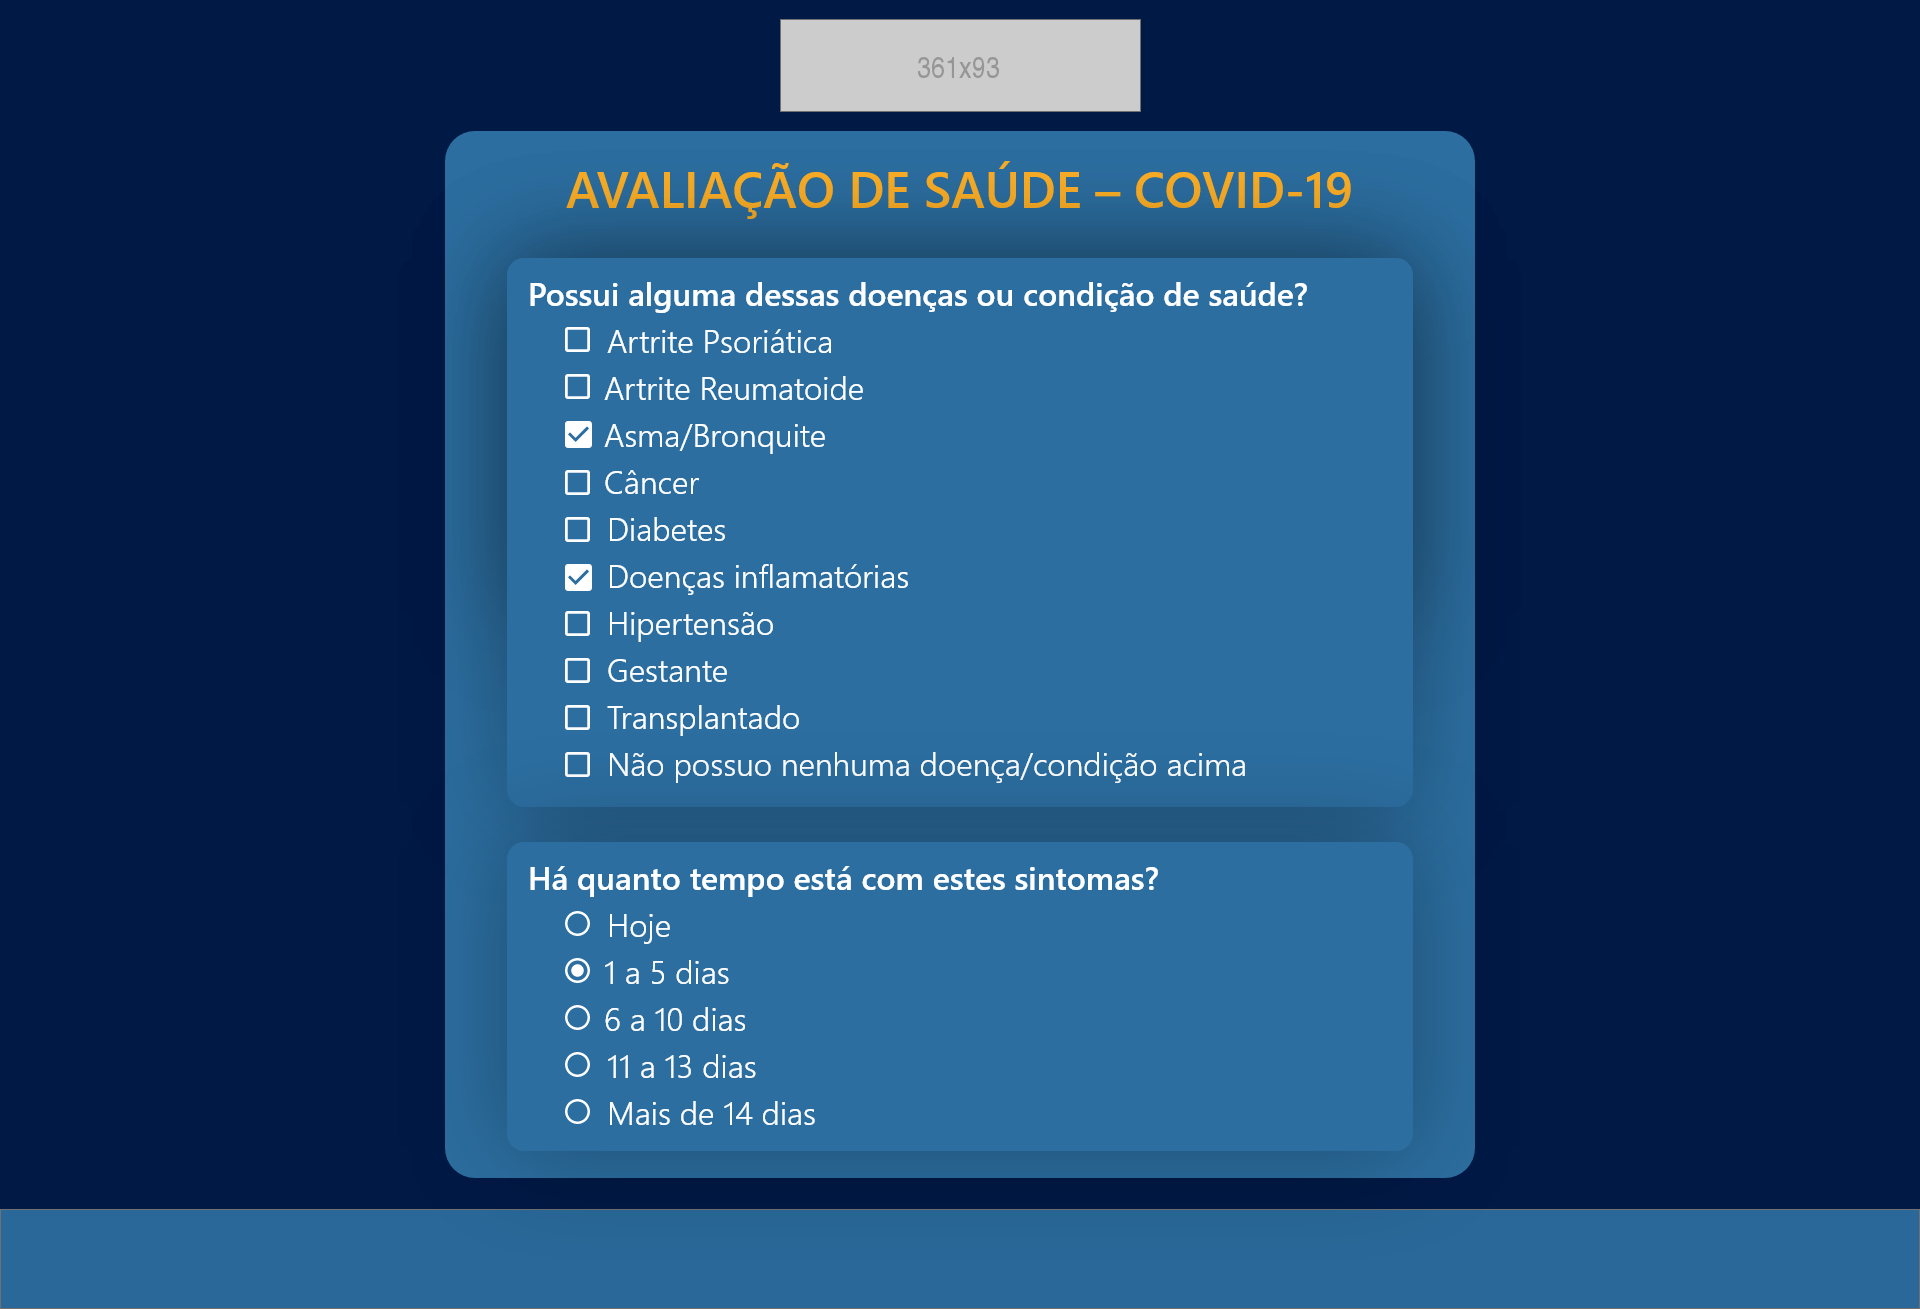 361x93
AVALIAÇÃO DE SAÚDE – COVID-19
Possui alguma dessas doenças ou condição de saúde?
Artrite Psoriática
Artrite Reumatoide
Asma/Bronquite
Câncer
Diabetes
Doenças inflamatórias
Hipertensão
Gestante
Transplantado
Não possuo nenhuma doença/condição acima
Há quanto tempo está com estes sintomas?
Hoje
1 a 5 dias
6 a 10 dias
11 a 13 dias
Mais de 14 dias